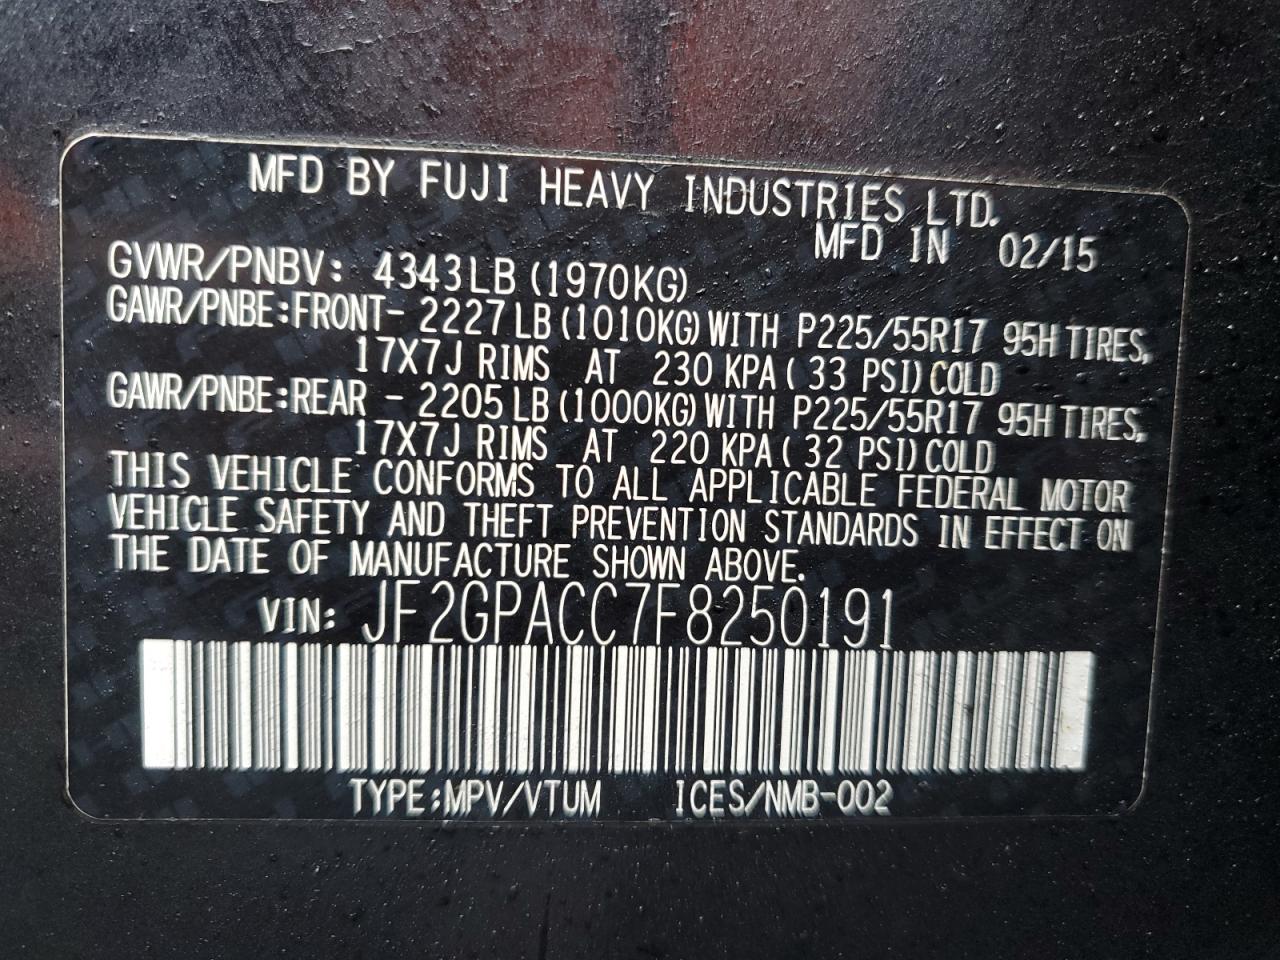 MFD BY FUJI HEAVY INDUSTRIES LTD.
MFD IN 02/15
GVWR/PNBV: 4343LB (1970KG)
GAWR/PNBE:FRONT- 2227LB (1010KG) WITH P225/55R17 95H TIRES,
17X7J RIMS AT 230 KPA ( 33 PSI) COLD
GAWR/PNBE:REAR - 2205LB (1000KG) WITH P225/55R17 95H TIRES,
17X7J RIMS AT 220 KPA ( 32 PSI) COLD
THIS VEHICLE CONFORMS TO ALL APPLICABLE FEDERAL MOTOR
VEHICLE SAFETY AND THEFT PREVENTION STANDARDS IN EFFECT ON
THE DATE OF MANUFACTURE SHOWN ABOVE.
VIN: JF2GPACC7F8250191
TYPE:MPV/VTUM ICES/NMB-002